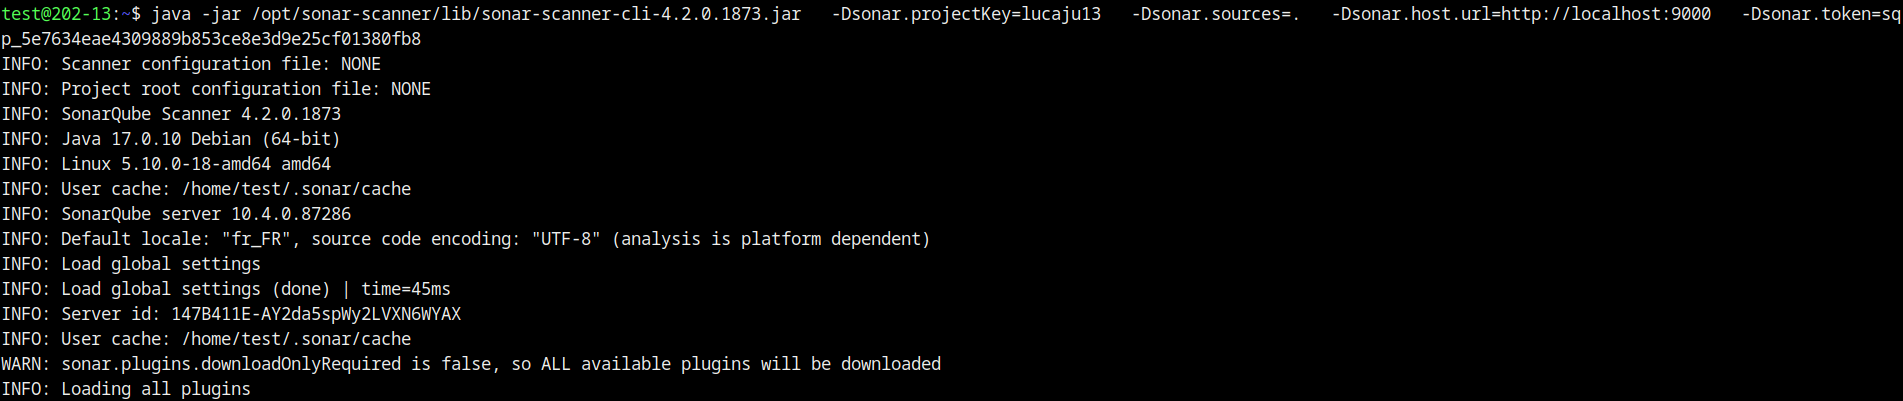 test@202-13:~$ java -jar /opt/sonar-scanner/lib/sonar-scanner-cli-4.2.0.1873.jar   -Dsonar.projectKey=lucaju13   -Dsonar.sources=.   -Dsonar.host.url=http://localhost:9000   -Dsonar.token=sq
p_5e7634eae4309889b853ce8e3d9e25cf01380fb8
INFO: Scanner configuration file: NONE
INFO: Project root configuration file: NONE
INFO: SonarQube Scanner 4.2.0.1873
INFO: Java 17.0.10 Debian (64-bit)
INFO: Linux 5.10.0-18-amd64 amd64
INFO: User cache: /home/test/.sonar/cache
INFO: SonarQube server 10.4.0.87286
INFO: Default locale: "fr_FR", source code encoding: "UTF-8" (analysis is platform dependent)
INFO: Load global settings
INFO: Load global settings (done) | time=45ms
INFO: Server id: 147B411E-AY2da5spWy2LVXN6WYAX
INFO: User cache: /home/test/.sonar/cache
WARN: sonar.plugins.downloadOnlyRequired is false, so ALL available plugins will be downloaded
INFO: Loading all plugins